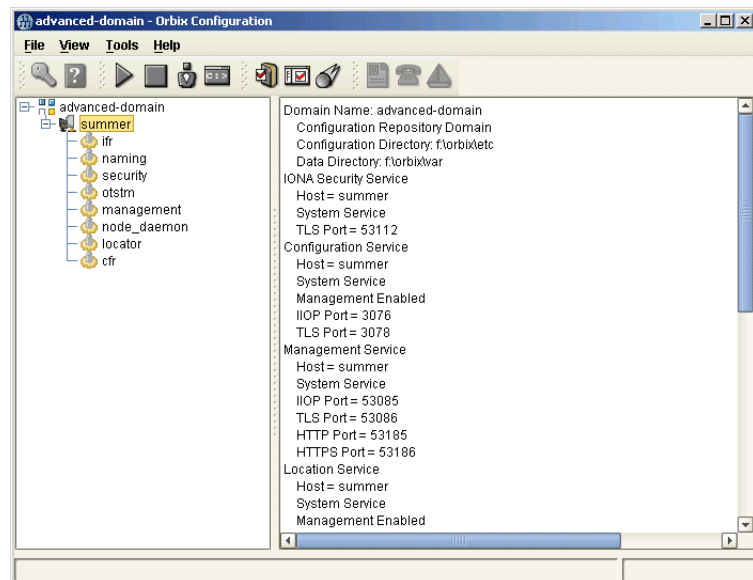 advanced-domain - Orbix Configuration
File View Tools Help
advanced-domain
summer
ifr
naming
security
otstm
management
node_daemon
locator
cfr
Domain Name: advanced-domain
Configuration Repository Domain
Configuration Directory: f:\orbix\etc
Data Directory: f:\orbix\var
IONA Security Service
Host = summer
System Service
TLS Port = 53112
Configuration Service
Host = summer
System Service
Management Enabled
IIOP Port = 3076
TLS Port = 3078
Management Service
Host = summer
System Service
IIOP Port = 53085
TLS Port = 53086
HTTP Port = 53185
HTTPS Port = 53186
Location Service
Host = summer
System Service
Management Enabled